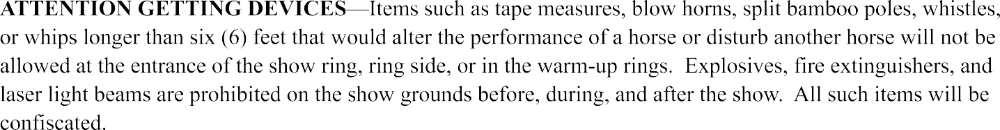 ATTENTION GETTING DEVICES—Items such as tape measures, blow horns, split bamboo poles, whistles,
or whips longer than six (6) feet that would alter the performance of a horse or disturb another horse will not be
allowed at the entrance of the show ring, ring side, or in the warm-up rings.  Explosives, fire extinguishers, and
laser light beams are prohibited on the show grounds before, during, and after the show.  All such items will be
confiscated.